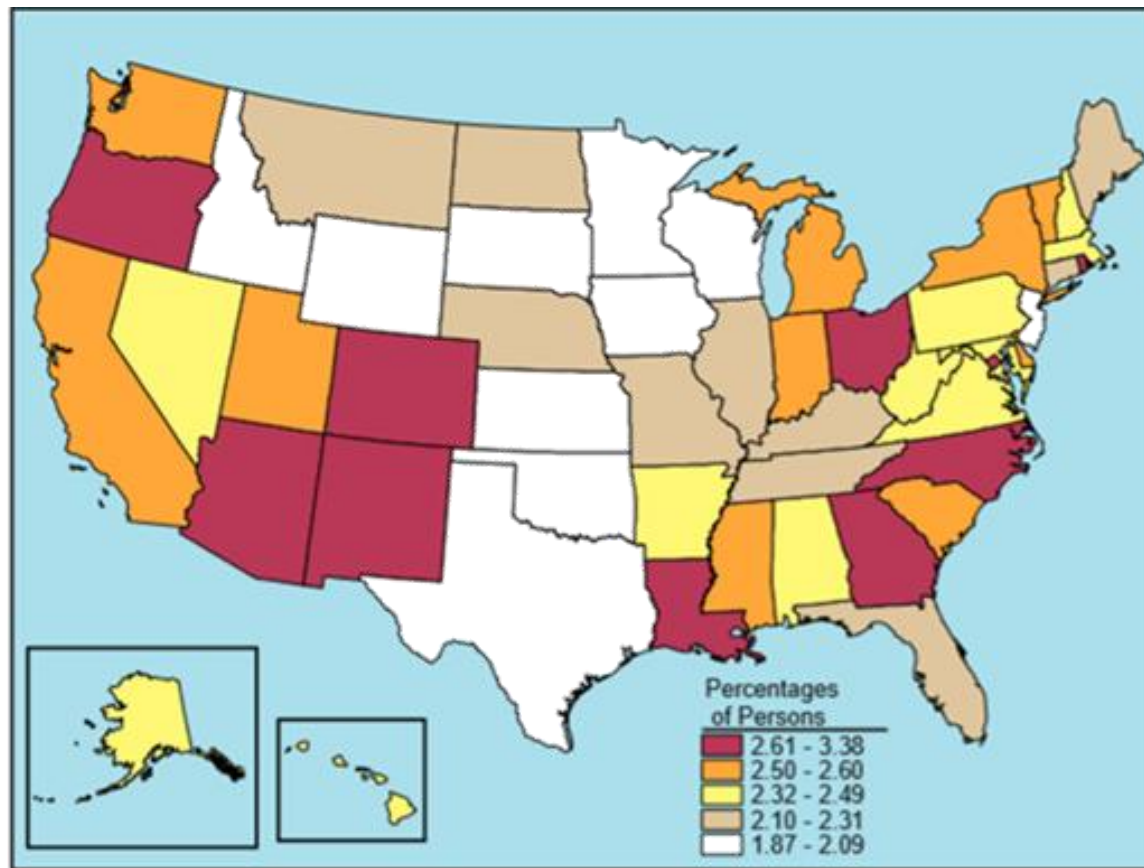 Percentages
of Persons
2.61 - 3.38
2.50 - 2.60
2.32 - 2.49
2.10 - 2.31
1.87 - 2.09